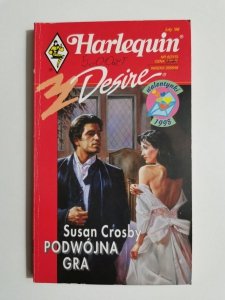 Harlequin®
Desire
walentynki
1995
Susan Crosby
PODWÓJNA
GRA